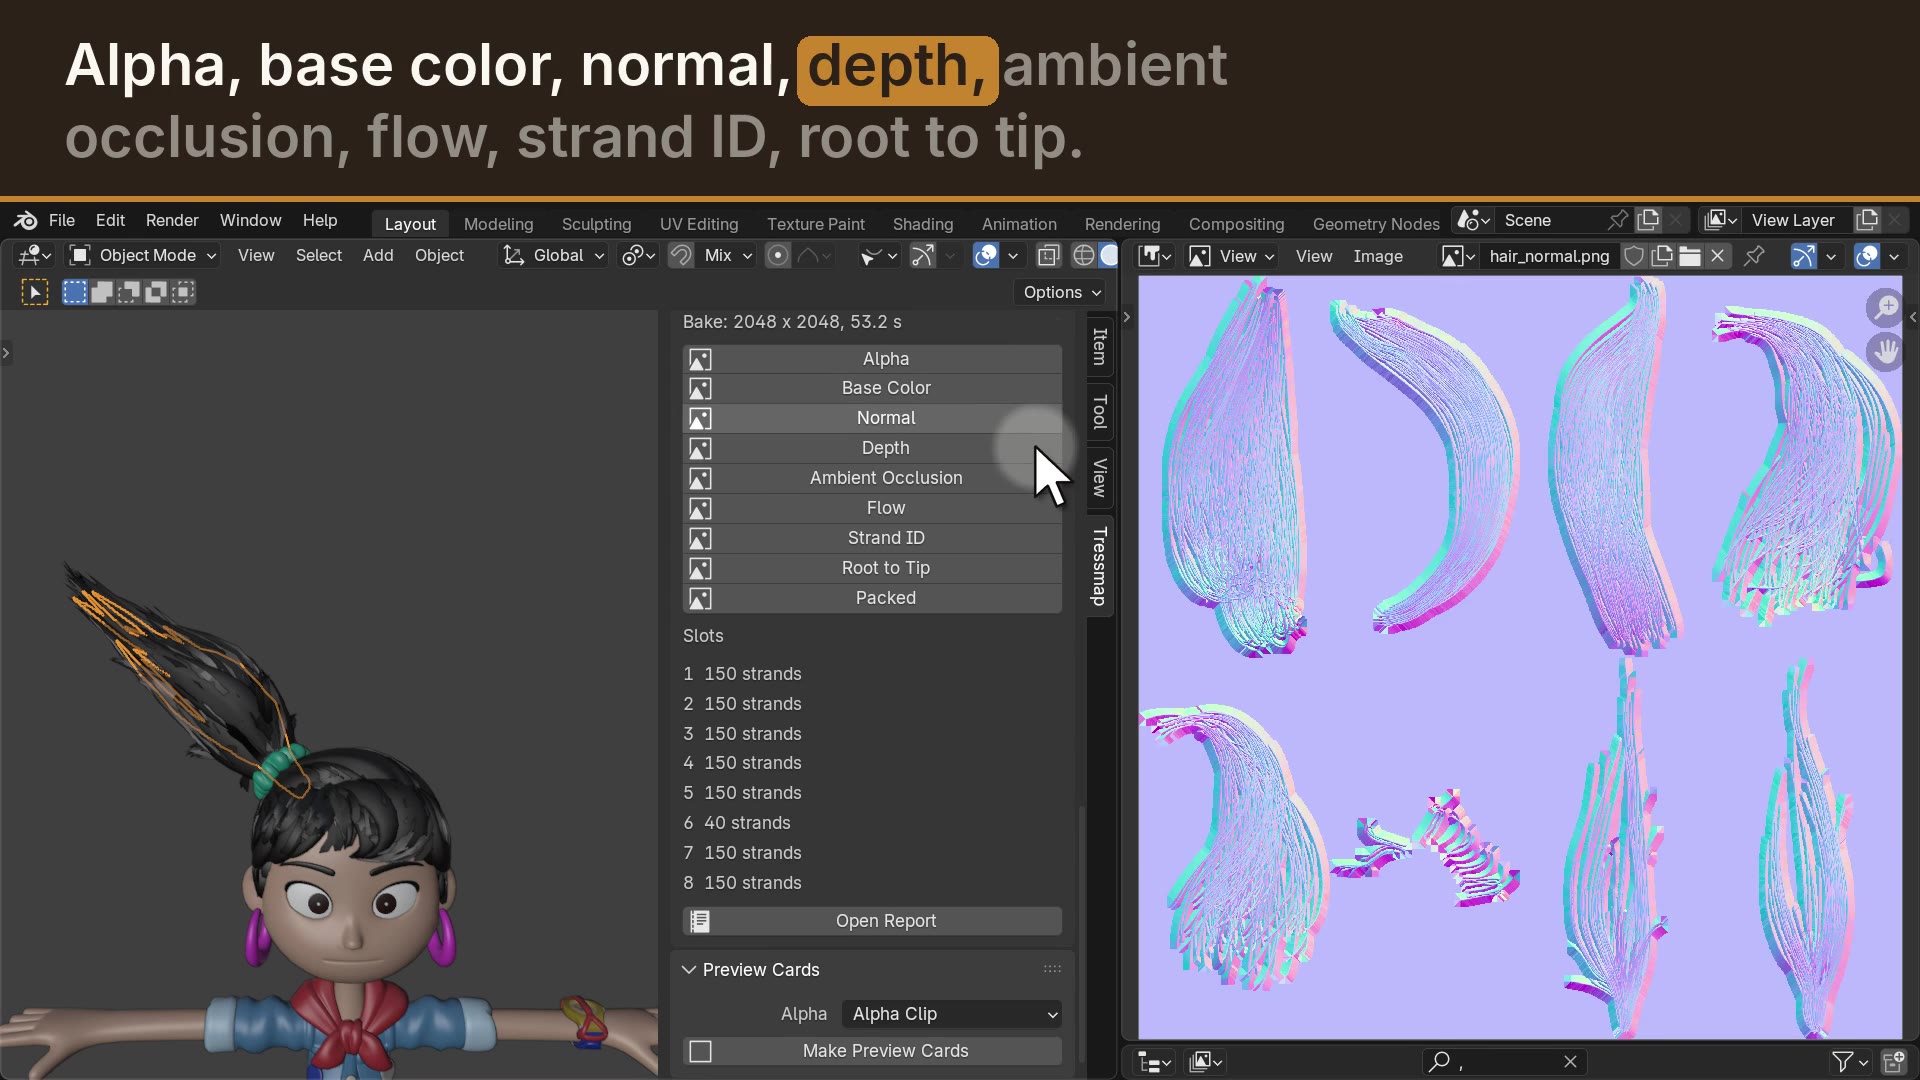 Alpha, base color, normal, depth, ambient
occlusion, flow, strand ID, root to tip.
File Edit Render Window Help Layout Modeling Sculpting UV Editing Texture Paint Shading Animation Rendering Compositing Geometry Nodes Scene View Layer
Object Mode View Select Add Object Global Mix View View Image hair_normal.png
Options
Bake: 2048 x 2048, 53.2 s
Alpha
Base Color
Normal
Depth
Ambient Occlusion
Flow
Strand ID
Root to Tip
Packed
Item
Tool
View
Tressmap
Slots
1 150 strands
2 150 strands
3 150 strands
4 150 strands
5 150 strands
6 40 strands
7 150 strands
8 150 strands
Open Report
Preview Cards
Alpha Alpha Clip
Make Preview Cards
,